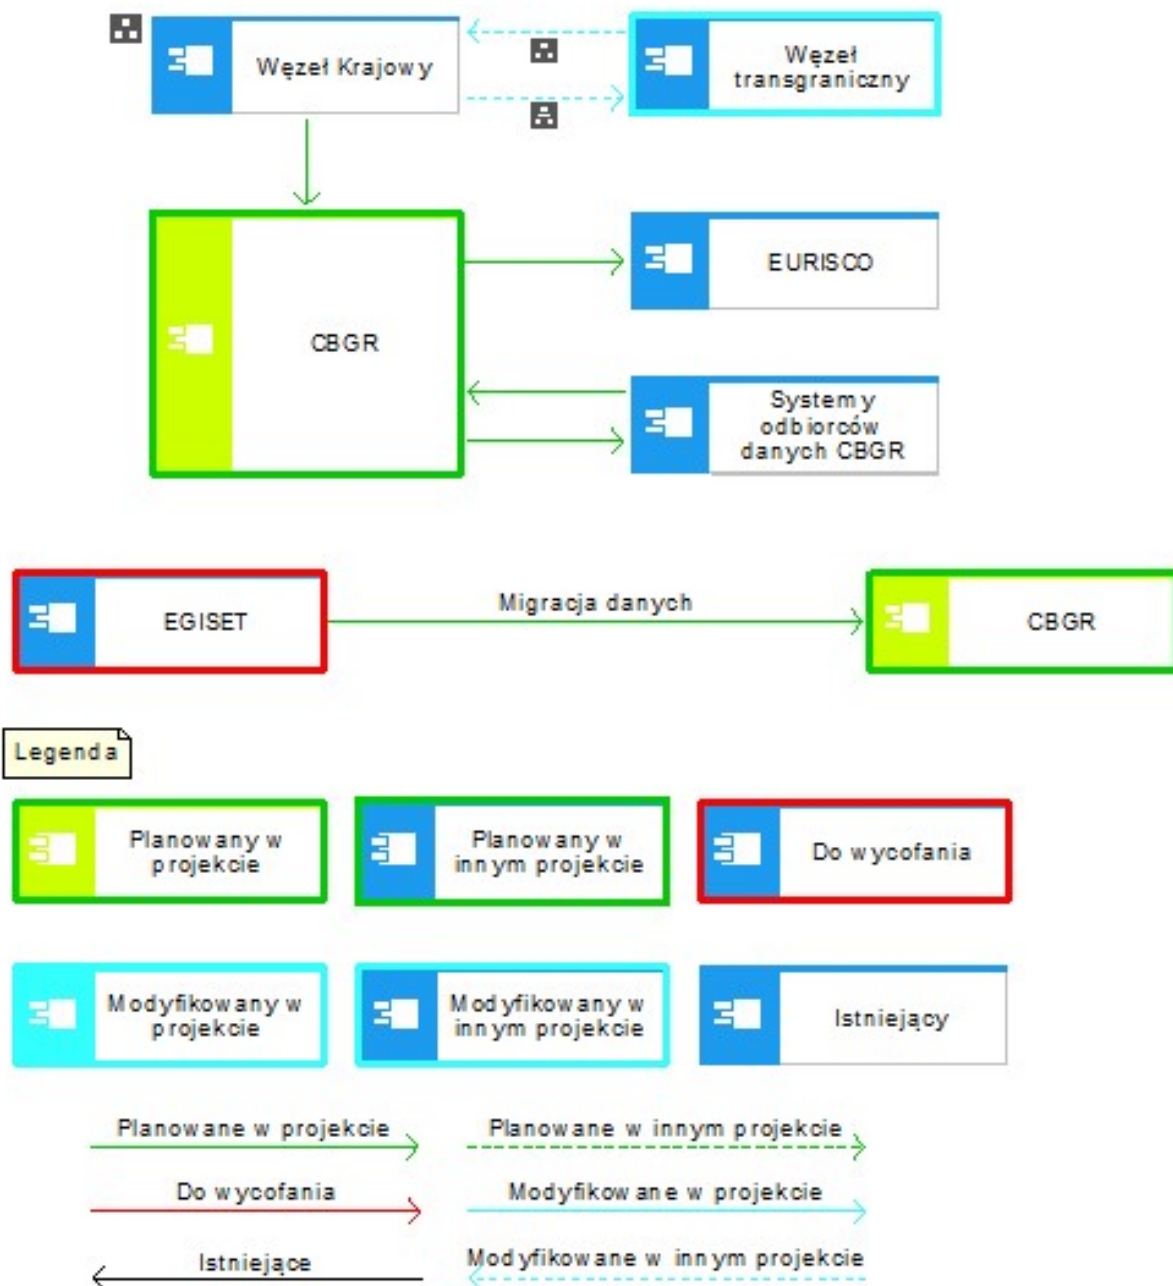 Węzeł Krajowy
Węzeł
transgraniczny
CBGR
EURISCO
Systemy
odbiorców
danych CBGR
EGISET
Migracja danych
CBGR
Legenda
Planowany w
projekcie
Planowany w
innym projekcie
Do wycofania
Modyfikowany w
projekcie
Modyfikowany w
innym projekcie
Istniejący
Planowane w projekcie
Planowane w innym projekcie
Do wycofania
Modyfikowane w projekcie
Istniejące
Modyfikowane w innym projekcie